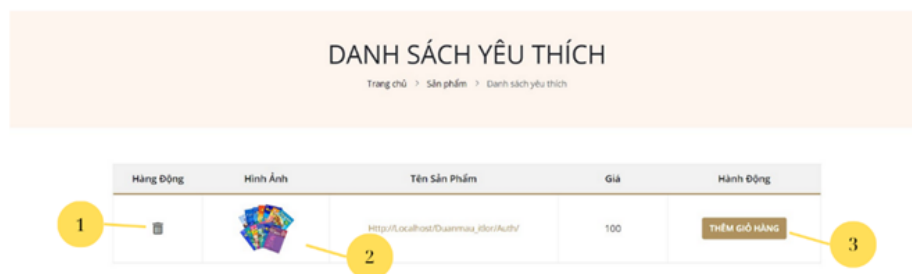 DANH SÁCH YÊU THÍCH
Trang chủ > Sản phẩm > Danh sách yêu thích
Hàng Động Hình Ảnh Tên Sản Phẩm Giá Hành Động
1 Http://Localhost/Duanmau_idor/Auth/ 100 THÊM GIỎ HÀNG 3
2